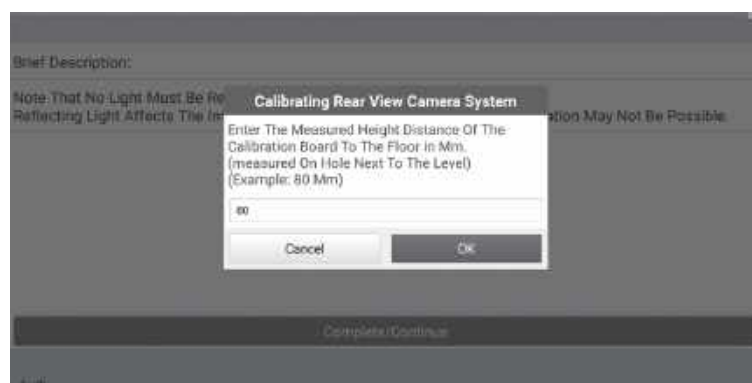 Brief Description:
Note That No Light Must Be Re
Reflecting Light Affects The Im
ation May Not Be Possible.
Calibrating Rear View Camera System
Enter The Measured Height Distance Of The
Calibration Board To The Floor in Mm.
(measured On Hole Next To The Level)
(Example: 80 Mm)
80
Cancel
OK
Complete/Continue